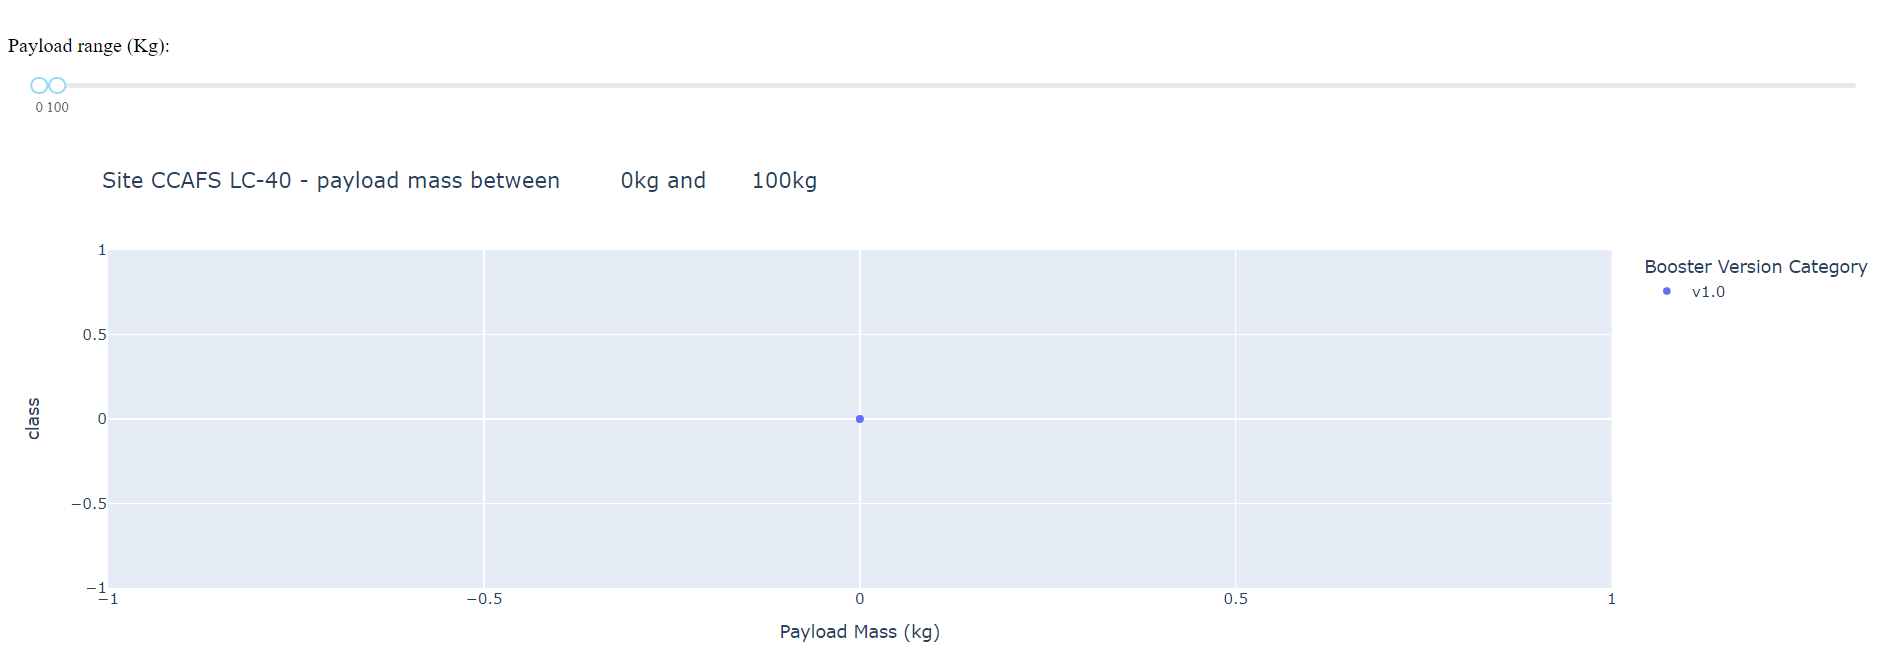 Payload range (Kg):
0 100
Site CCAFS LC-40 - payload mass between 0kg and 100kg
1
0.5
0
−0.5
−1
−1 −0.5 0 0.5 1
class
Payload Mass (kg)
Booster Version Category
v1.0